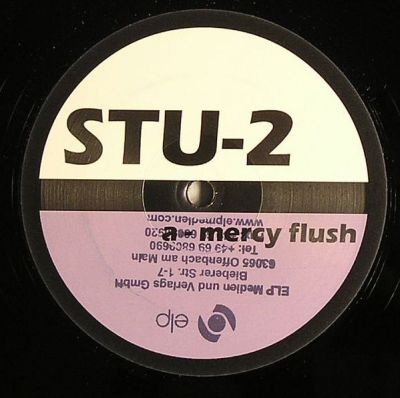 STU-2
a mercy flush
elp
ELP Medien und Verlags GmbH
Bieberer Str. 1-7
63065 Offenbach am Main
Tel: +49 69 6809690
www.elpmedien.com